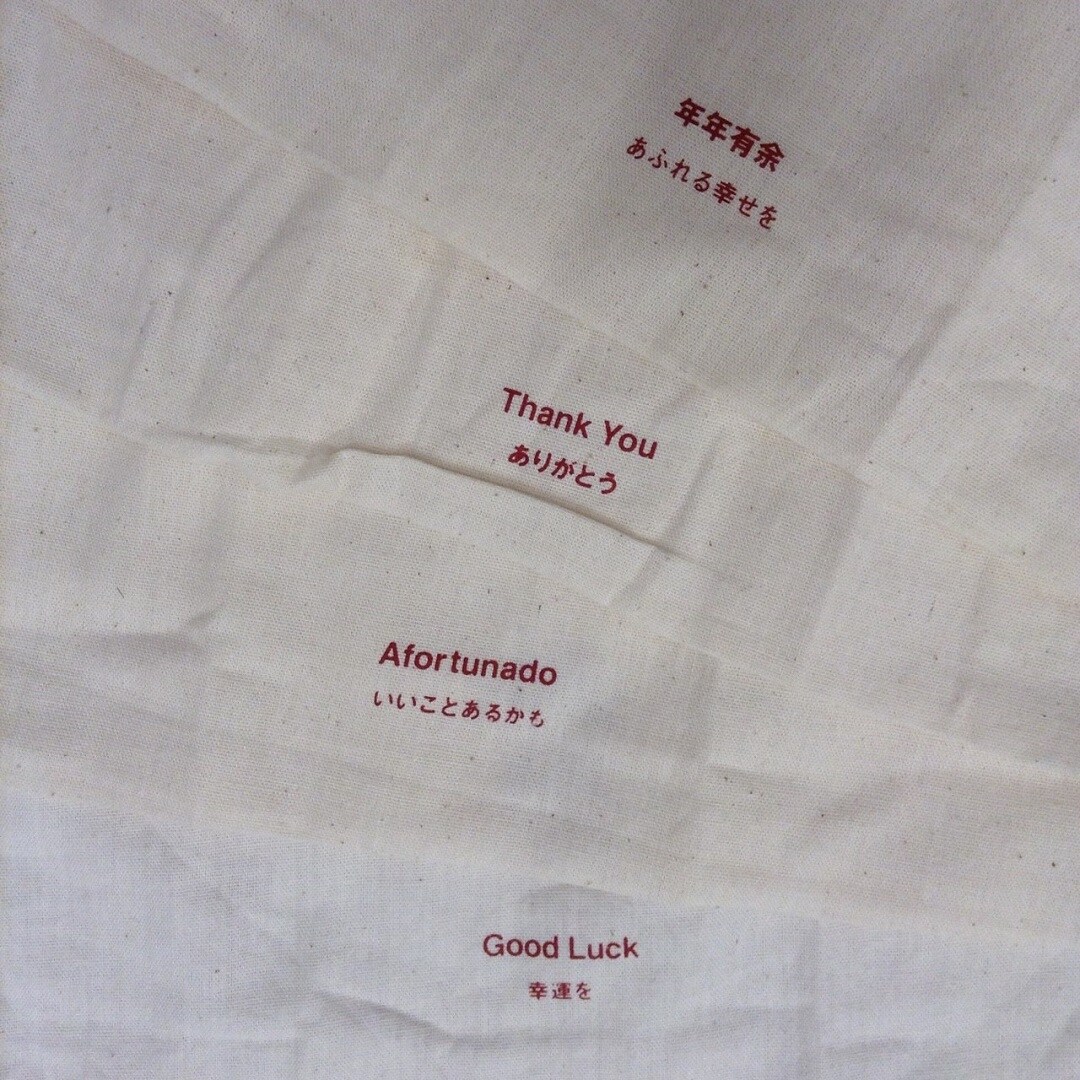 年年有余
あふれる幸せを
Thank You
ありがとう
Afortunado
いいことあるかも
Good Luck
幸運を